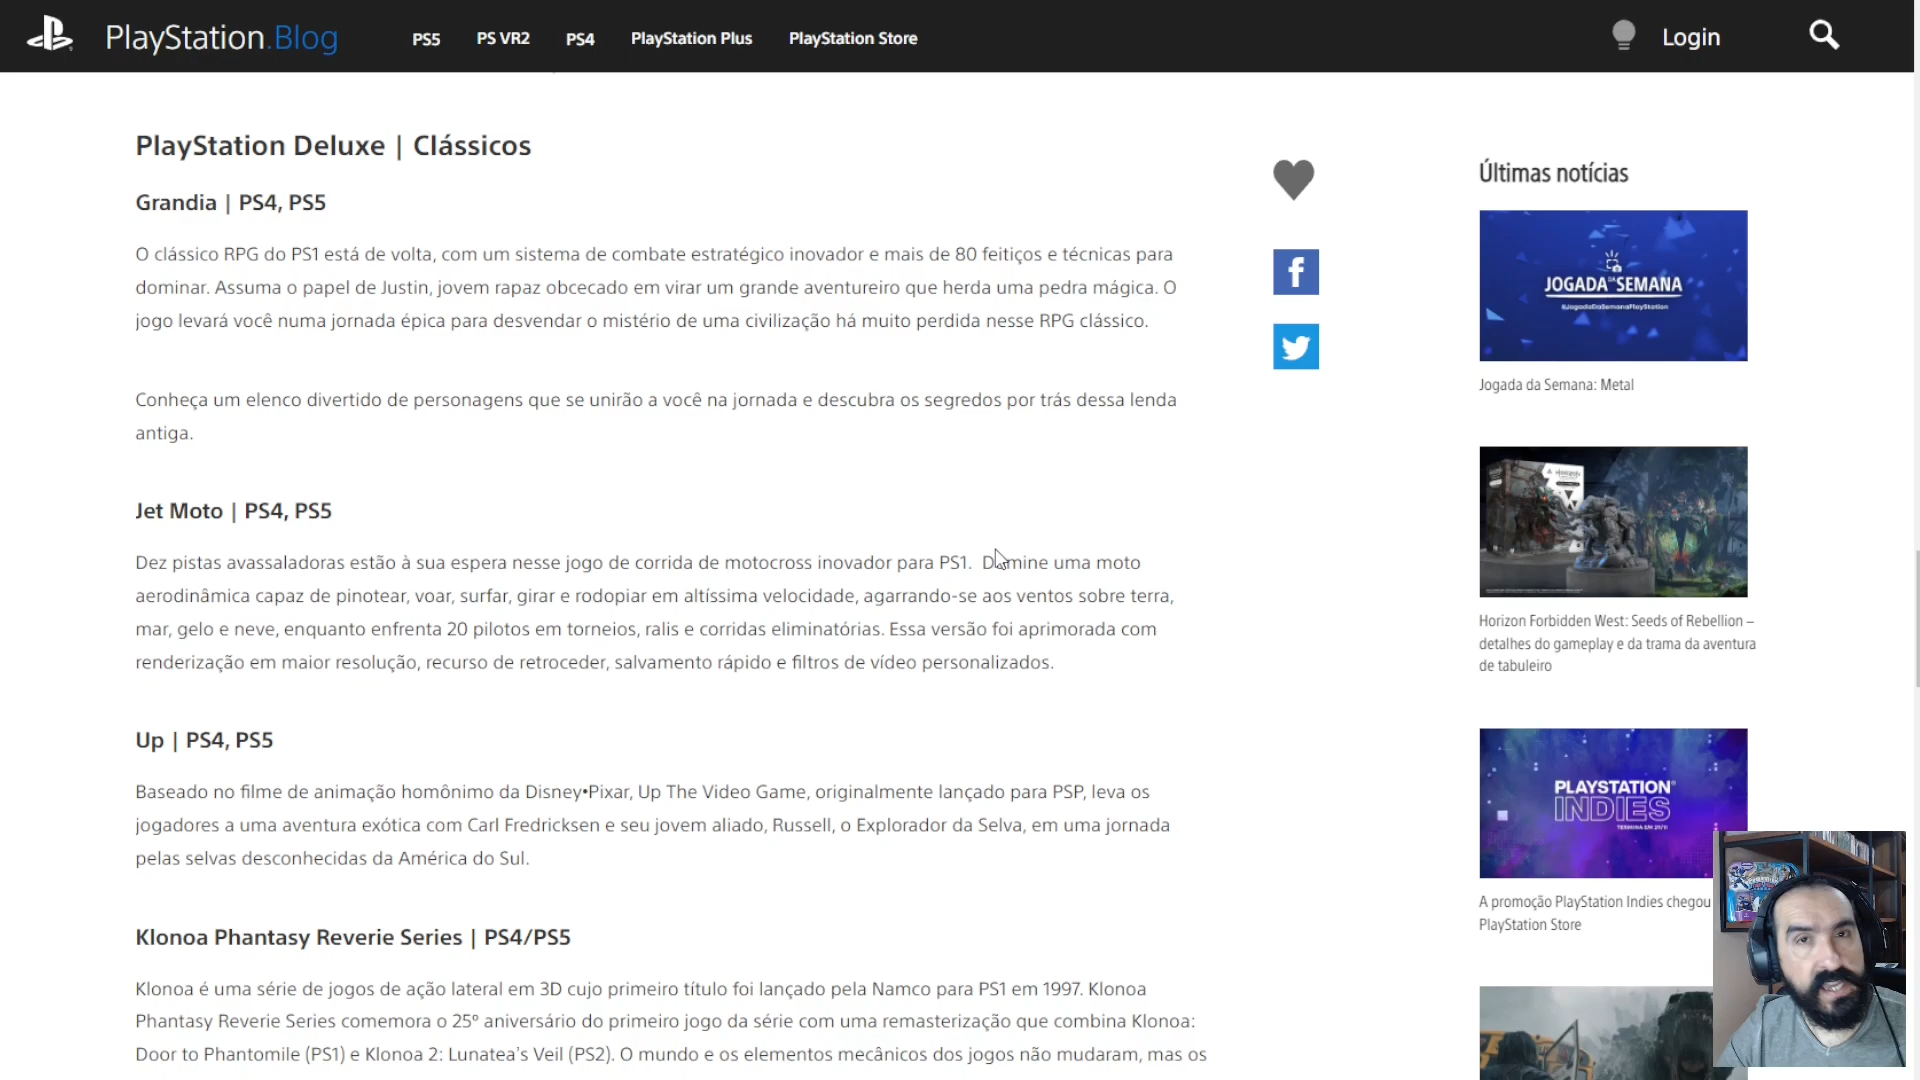 PlayStation.Blog
PS5
PS VR2
PS4
PlayStation Plus
PlayStation Store
Login
PlayStation Deluxe | Clássicos
Grandia | PS4, PS5
O clássico RPG do PS1 está de volta, com um sistema de combate estratégico inovador e mais de 80 feitiços e técnicas para
dominar. Assuma o papel de Justin, jovem rapaz obcecado em virar um grande aventureiro que herda uma pedra mágica. O
jogo levará você numa jornada épica para desvendar o mistério de uma civilização há muito perdida nesse RPG clássico.
Conheça um elenco divertido de personagens que se unirão a você na jornada e descubra os segredos por trás dessa lenda
antiga.
Jet Moto | PS4, PS5
Dez pistas avassaladoras estão à sua espera nesse jogo de corrida de motocross inovador para PS1. Domine uma moto
aerodinâmica capaz de pinotear, voar, surfar, girar e rodopiar em altíssima velocidade, agarrando-se aos ventos sobre terra,
mar, gelo e neve, enquanto enfrenta 20 pilotos em torneios, ralis e corridas eliminatórias. Essa versão foi aprimorada com
renderização em maior resolução, recurso de retroceder, salvamento rápido e filtros de vídeo personalizados.
Up | PS4, PS5
Baseado no filme de animação homônimo da Disney•Pixar, Up The Video Game, originalmente lançado para PSP, leva os
jogadores a uma aventura exótica com Carl Fredricksen e seu jovem aliado, Russell, o Explorador da Selva, em uma jornada
pelas selvas desconhecidas da América do Sul.
Klonoa Phantasy Reverie Series | PS4/PS5
Klonoa é uma série de jogos de ação lateral em 3D cujo primeiro título foi lançado pela Namco para PS1 em 1997. Klonoa
Phantasy Reverie Series comemora o 25º aniversário do primeiro jogo da série com uma remasterização que combina Klonoa:
Door to Phantomile (PS1) e Klonoa 2: Lunatea's Veil (PS2). O mundo e os elementos mecânicos dos jogos não mudaram, mas os
Últimas notícias
JOGADA DA SEMANA
#JogadaDaSemanaPlayStation
Jogada da Semana: Metal
Horizon Forbidden West: Seeds of Rebellion –
detalhes do gameplay e da trama da aventura
de tabuleiro
PLAYSTATION
INDIES
A promoção PlayStation Indies chegou
PlayStation Store